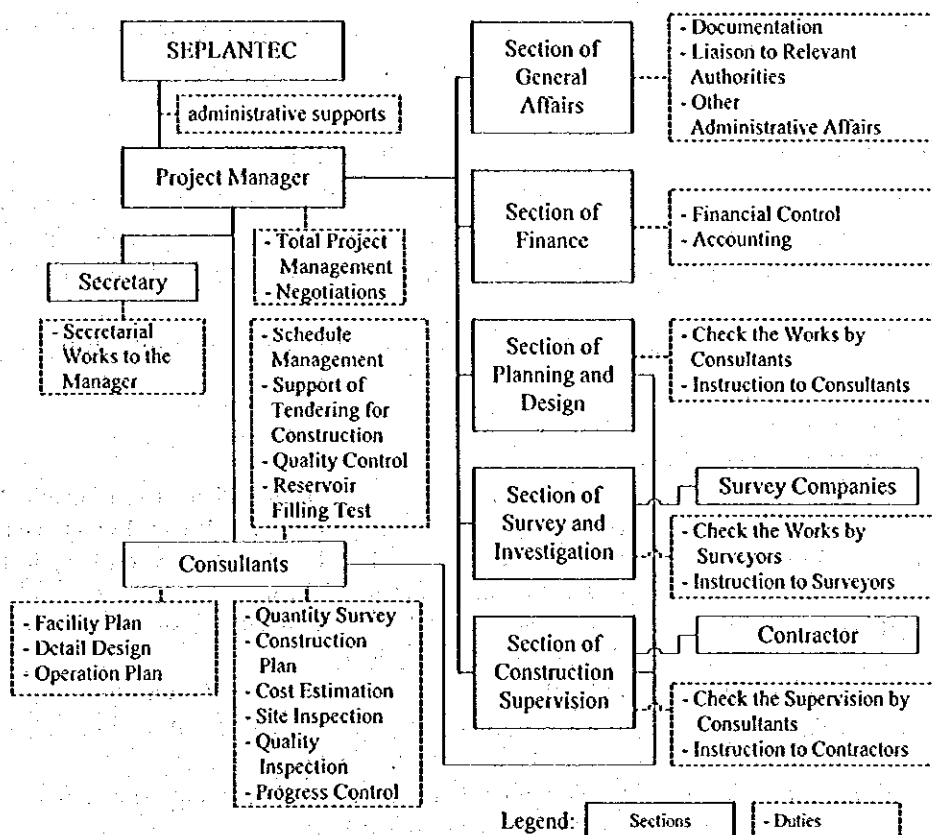 SEPLANTEC
administrative supports
Project Manager
- Total Project
Management
- Negotiations
Secretary
- Secretarial
Works to the
Manager
- Schedule
Management
- Support of
Tendering for
Construction
- Quality Control
- Reservoir
Filling Test
Consultants
- Facility Plan
- Detail Design
- Operation Plan
- Quantity Survey
- Construction
Plan
- Cost Estimation
- Site Inspection
- Quality
Inspection
- Progress Control
Section of
General
Affairs
- Documentation
- Liaison to Relevant
Authorities
- Other
Administrative Affairs
Section of
Finance
- Financial Control
- Accounting
Section of
Planning and
Design
- Check the Works by
Consultants
- Instruction to Consultants
Section of
Survey and
Investigation
Survey Companies
- Check the Works by
Surveyors
- Instruction to Surveyors
Section of
Construction
Supervision
Contractor
- Check the Supervision by
Consultants
- Instruction to Contractors
Legend:
Sections
- Duties